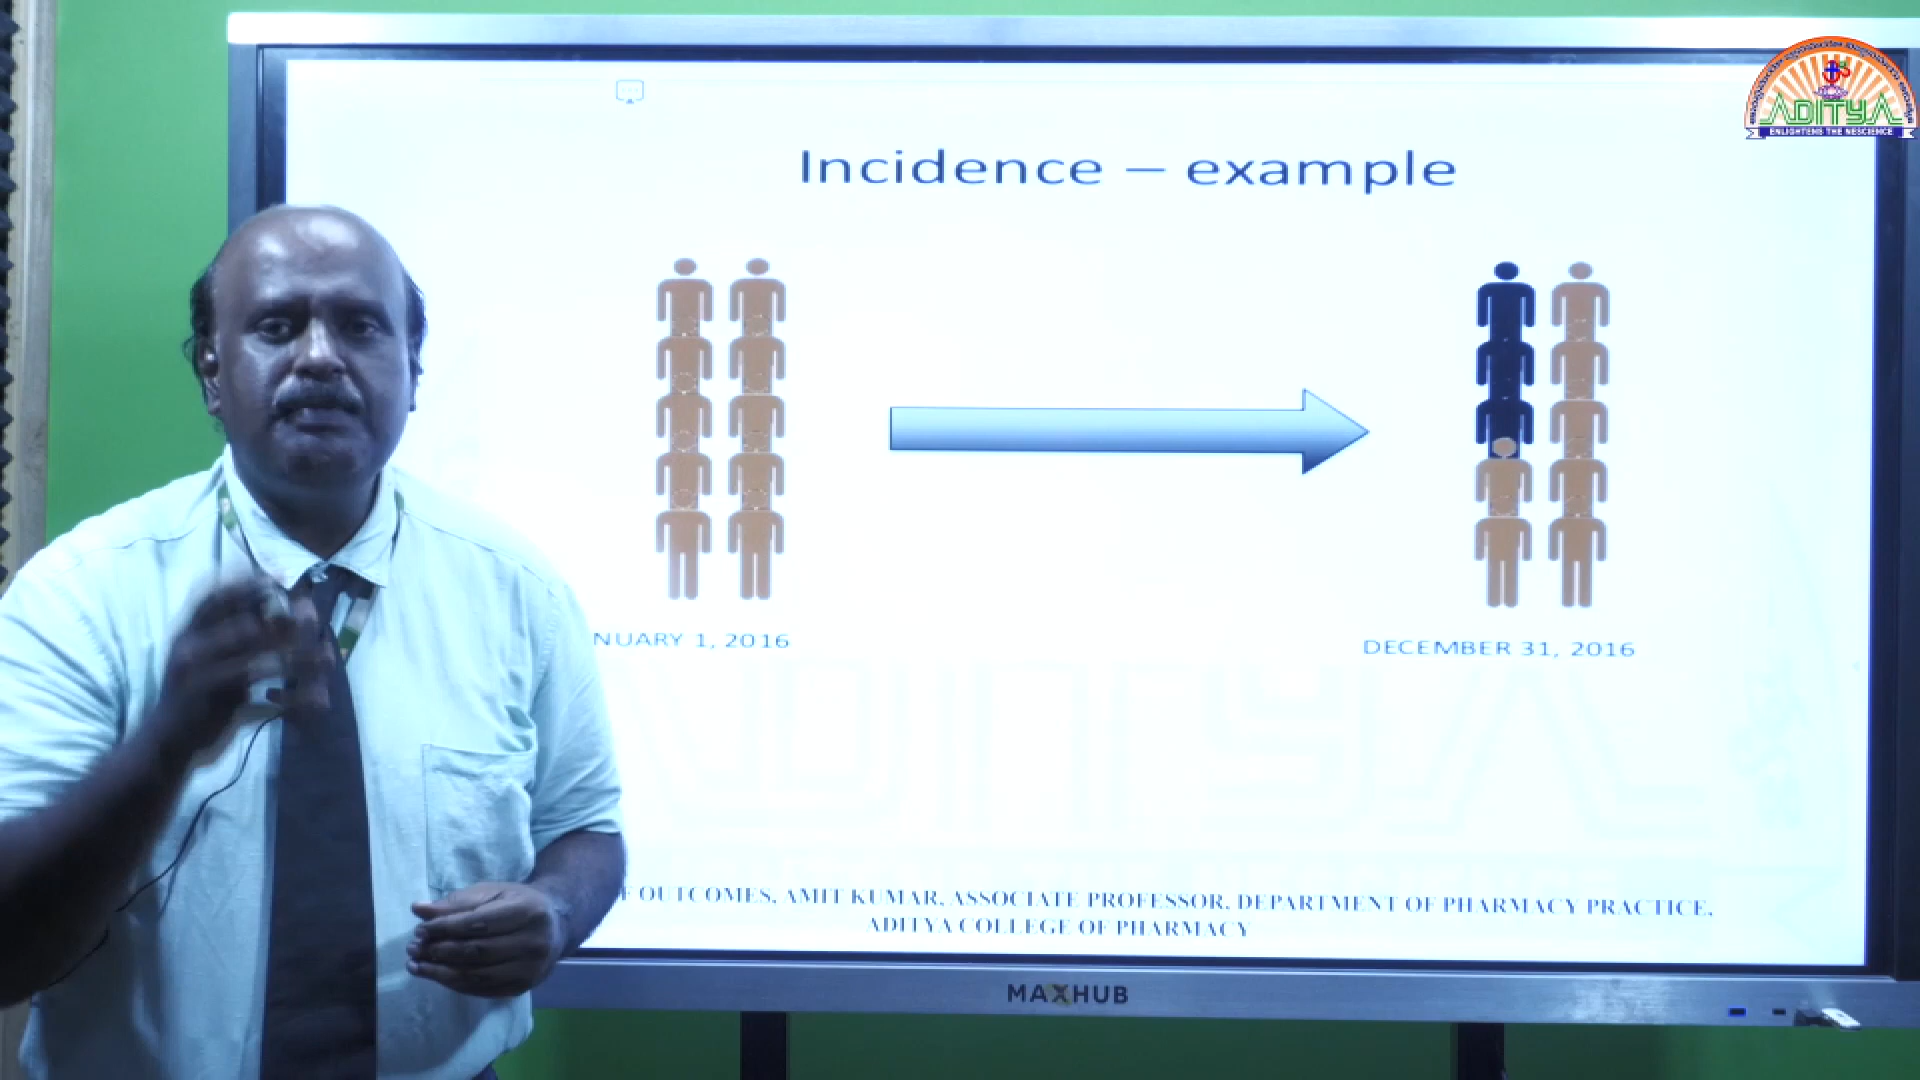 ADITYA
ENLIGHTENS THE NESCIENCE
Incidence – example
NUARY 1, 2016
DECEMBER 31, 2016
F OUTCOMES, AMIT KUMAR, ASSOCIATE PROFESSOR, DEPARTMENT OF PHARMACY PRACTICE,
ADITYA COLLEGE OF PHARMACY
MAXHUB